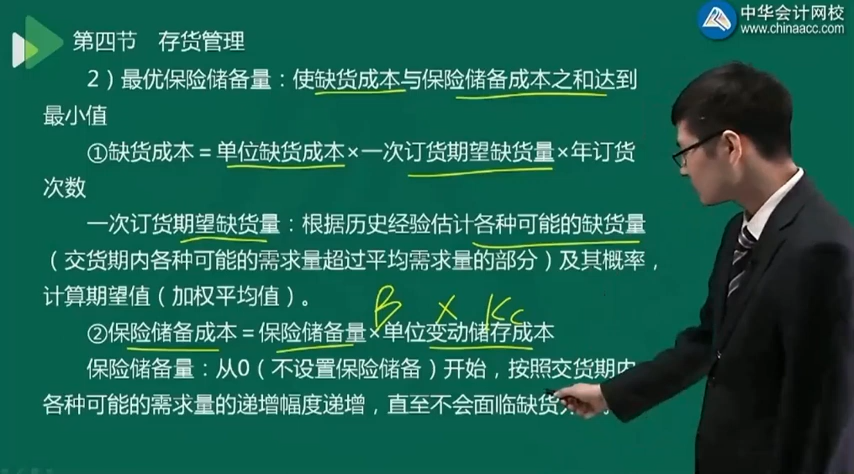 中华会计网校
www.chinaacc.com
第四节 存货管理
2）最优保险储备量：使缺货成本与保险储备成本之和达到
最小值
①缺货成本＝单位缺货成本×一次订货期望缺货量×年订货
次数
一次订货期望缺货量：根据历史经验估计各种可能的缺货量
（交货期内各种可能的需求量超过平均需求量的部分）及其概率，
计算期望值（加权平均值）。
B × Kc
②保险储备成本＝保险储备量×单位变动储存成本
保险储备量：从0（不设置保险储备）开始，按照交货期内
各种可能的需求量的递增幅度递增，直至不会面临缺货